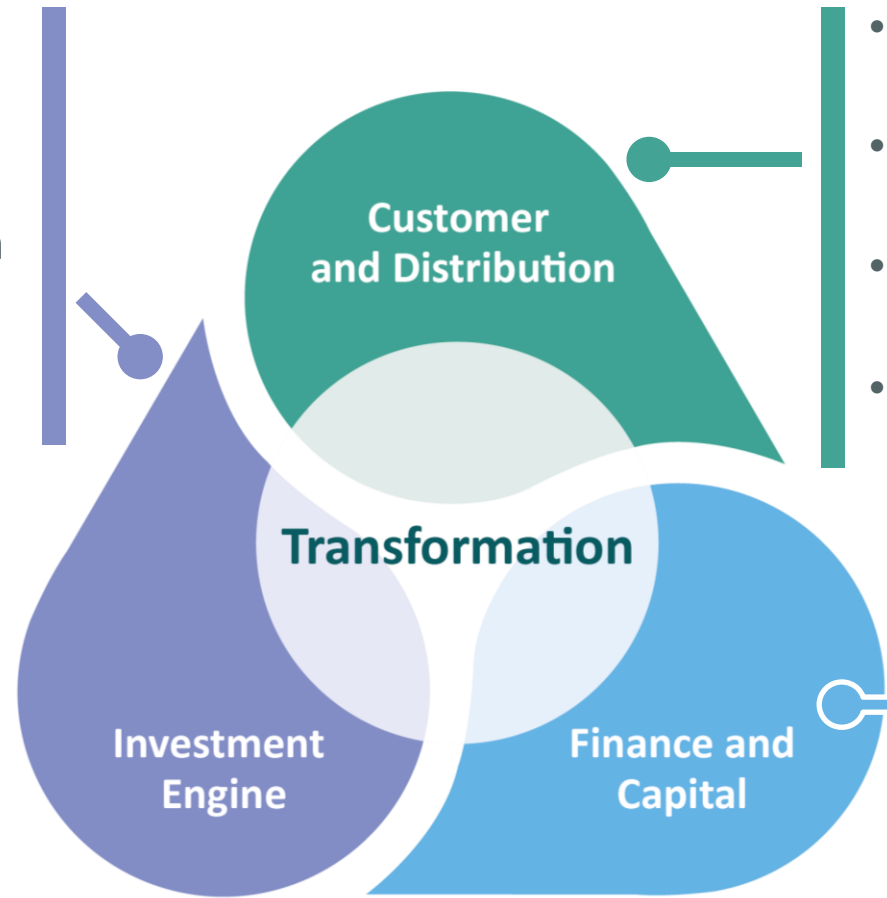 Customer
and Distribution
Transformation
Investment
Engine
Finance and
Capital